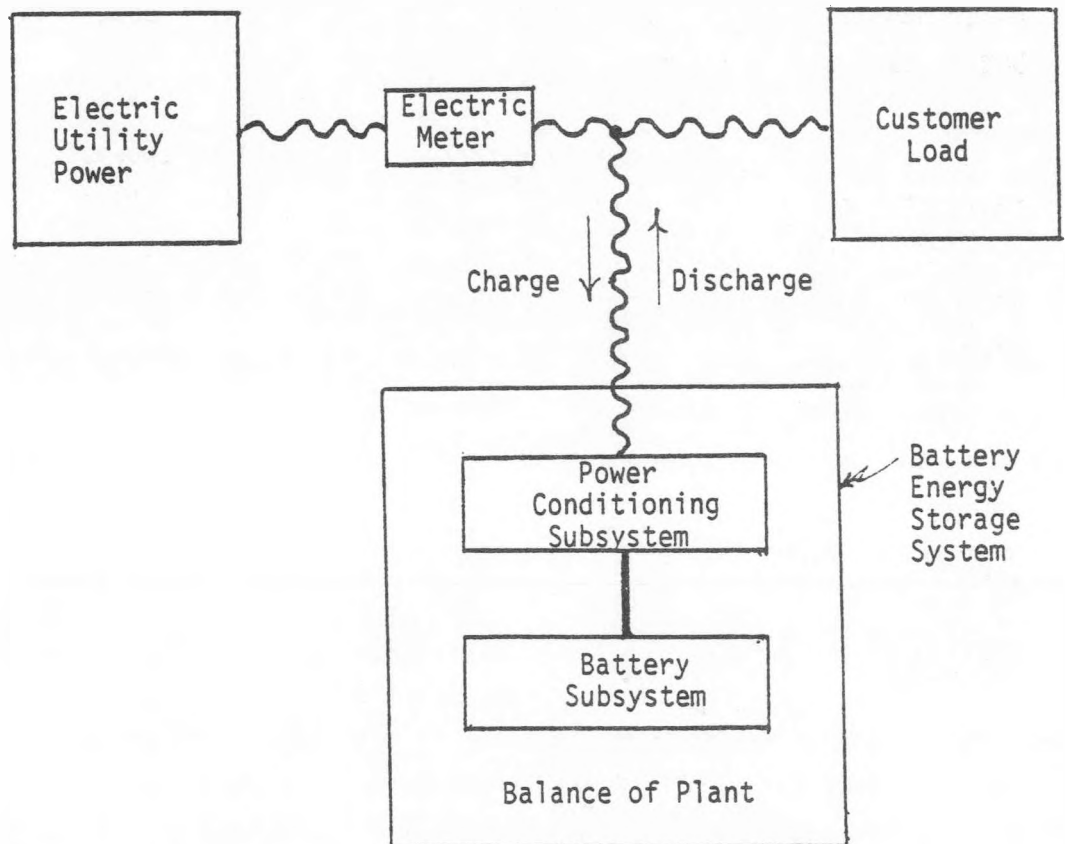 Electric
Utility
Power
Electric
Meter
Customer
Load
Charge
Discharge
Power
Conditioning
Subsystem
Battery
Energy
Storage
System
Battery
Subsystem
Balance of Plant